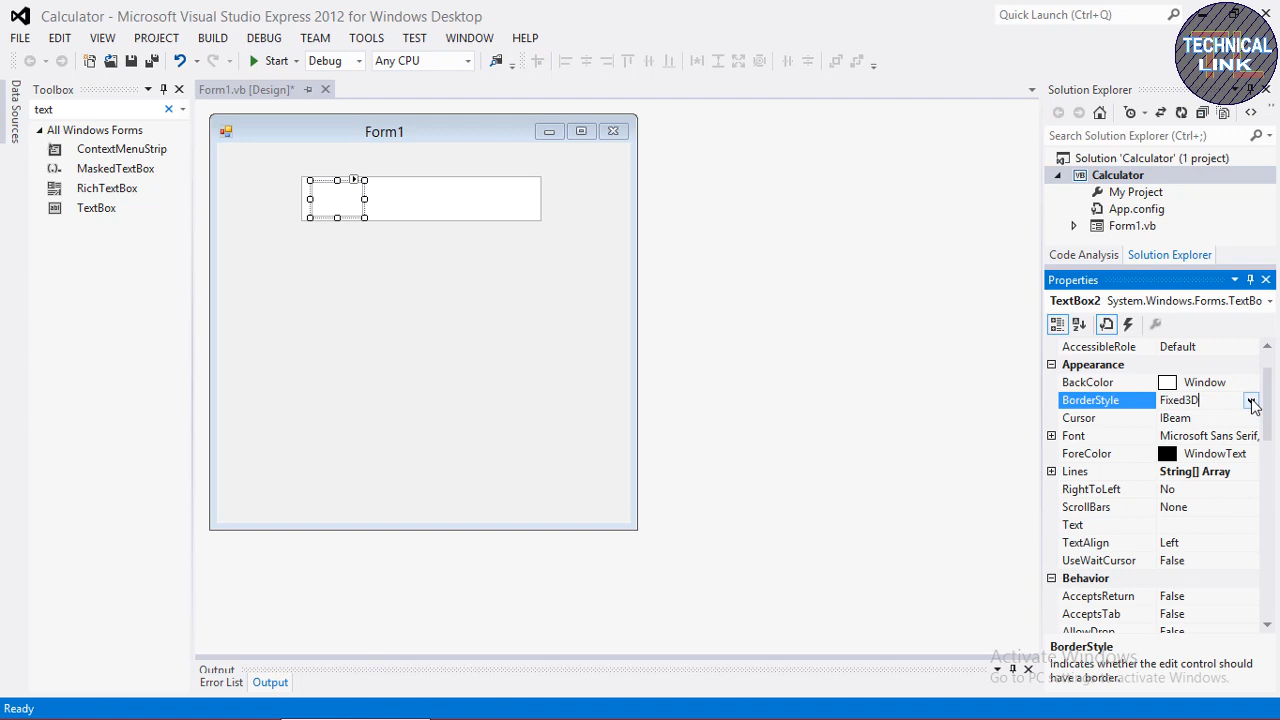 Calculator - Microsoft Visual Studio Express 2012 for Windows Desktop
Quick Launch (Ctrl+Q)
FILE EDIT VIEW PROJECT BUILD DEBUG TEAM TOOLS TEST WINDOW HELP
TECHNICAL
LINK
Start Debug Any CPU
Data Sources
Toolbox
text
All Windows Forms
ContextMenuStrip
MaskedTextBox
RichTextBox
TextBox
Form1.vb [Design]*
Form1
Solution Explorer
Search Solution Explorer (Ctrl+;)
Solution 'Calculator' (1 project)
VB Calculator
My Project
App.config
Form1.vb
Code Analysis Solution Explorer
Properties
TextBox2 System.Windows.Forms.TextBo
AccessibleRole Default
Appearance
BackColor Window
BorderStyle Fixed3D
Cursor IBeam
Font Microsoft Sans Serif,
ForeColor WindowText
Lines String[] Array
RightToLeft No
ScrollBars None
Text
TextAlign Left
UseWaitCursor False
Behavior
AcceptsReturn False
AcceptsTab False
AllowDrop False
BorderStyle
Indicates whether the edit control should
have a border.
Activate Windows
Go to PC settings to activate Windows.
Output
Error List Output
Ready